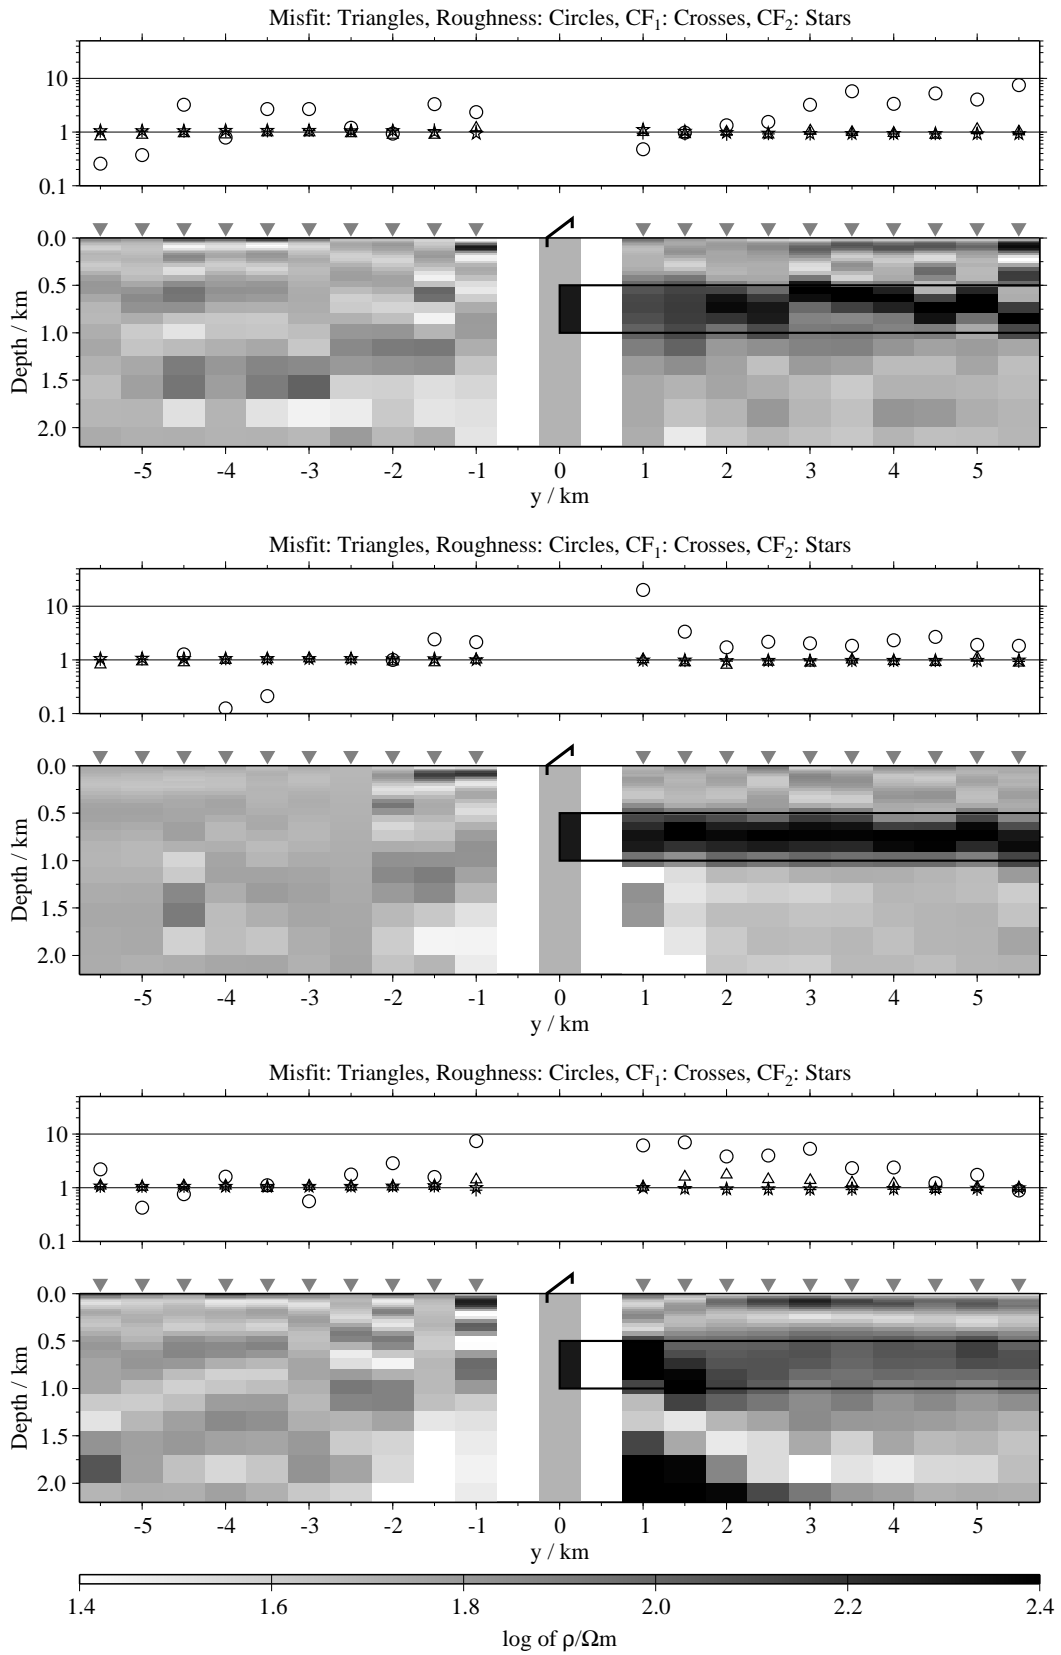 Misfit: Triangles, Roughness: Circles, CF1: Crosses, CF2: Stars
10
1
0.1
0.0
0.5
1.0
1.5
2.0
Depth / km
-5 -4 -3 -2 -1 0 1 2 3 4 5
y / km
Misfit: Triangles, Roughness: Circles, CF1: Crosses, CF2: Stars
10
1
0.1
0.0
0.5
1.0
1.5
2.0
Depth / km
-5 -4 -3 -2 -1 0 1 2 3 4 5
y / km
Misfit: Triangles, Roughness: Circles, CF1: Crosses, CF2: Stars
10
1
0.1
0.0
0.5
1.0
1.5
2.0
Depth / km
-5 -4 -3 -2 -1 0 1 2 3 4 5
y / km
1.4 1.6 1.8 2.0 2.2 2.4
log of ρ/Ωm